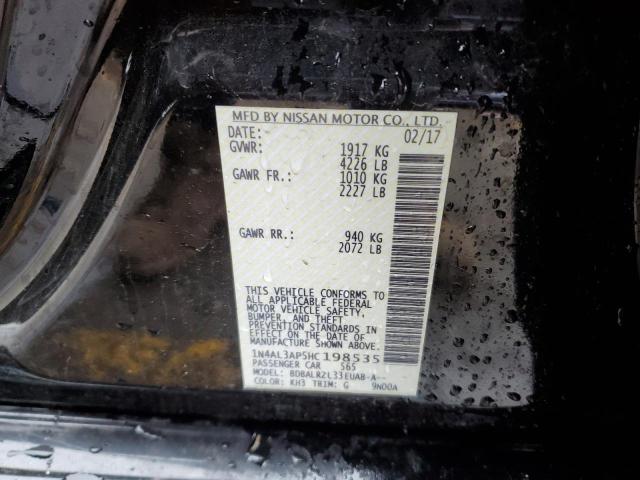 MFD BY NISSAN MOTOR CO., LTD.
DATE: 02/17
GVWR: 1917 KG
4226 LB
GAWR FR.: 1010 KG
2227 LB
GAWR RR.: 940 KG
2072 LB
THIS VEHICLE CONFORMS TO
ALL APPLICABLE FEDERAL
MOTOR VEHICLE SAFETY,
BUMPER, AND THEFT
PREVENTION STANDARDS IN
EFFECT ON THE DATE OF
MANUFACTURE SHOWN ABOVE.
1N4AL3AP5HC198535
PASSENGER CAR 565
MODEL: BDBALR2L33EUAB-A--
COLOR: KH3 TRIM: G 9N00A